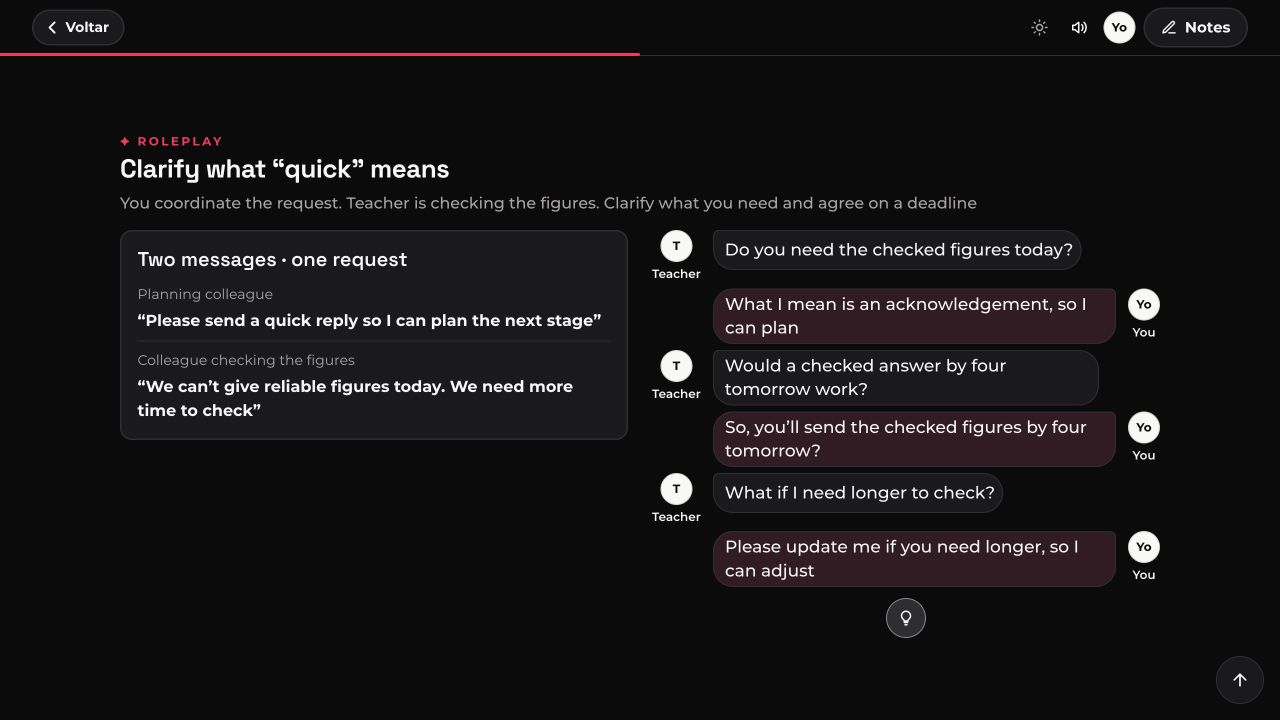 Voltar
Yo
Notes
ROLEPLAY
Clarify what “quick” means
You coordinate the request. Teacher is checking the figures. Clarify what you need and agree on a deadline
Two messages · one request
Planning colleague
“Please send a quick reply so I can plan the next stage”
Colleague checking the figures
“We can’t give reliable figures today. We need more
time to check”
T
Teacher
Do you need the checked figures today?
What I mean is an acknowledgement, so I
can plan
Yo
You
T
Teacher
Would a checked answer by four
tomorrow work?
So, you’ll send the checked figures by four
tomorrow?
Yo
You
T
Teacher
What if I need longer to check?
Please update me if you need longer, so I
can adjust
Yo
You